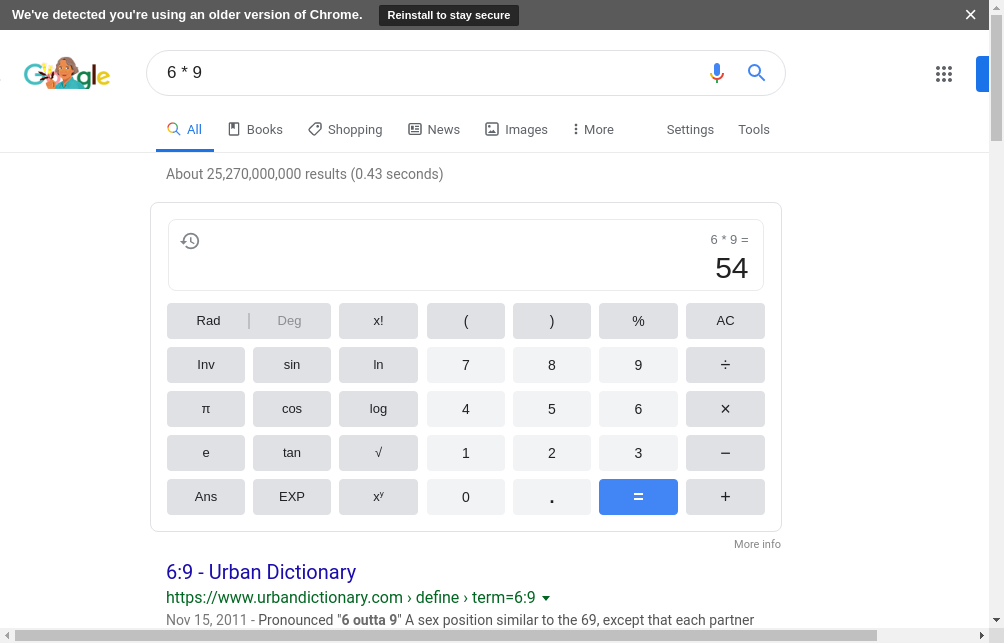 We've detected you're using an older version of Chrome. Reinstall to stay secure
6 * 9
All Books Shopping News Images More Settings Tools
About 25,270,000,000 results (0.43 seconds)
6 * 9 =
54
Rad Deg x! ( ) % AC
Inv sin ln 7 8 9 ÷
π cos log 4 5 6 ×
e tan √ 1 2 3 −
Ans EXP xʸ 0 . = +
More info
6:9 - Urban Dictionary
https://www.urbandictionary.com › define › term=6:9
Nov 15, 2011 - Pronounced "6 outta 9" A sex position similar to the 69, except that each partner